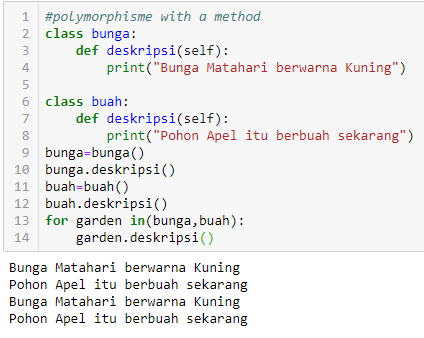 1 #polymorphisme with a method
2 class bunga:
3     def deskripsi(self):
4         print("Bunga Matahari berwarna Kuning")
5
6 class buah:
7     def deskripsi(self):
8         print("Pohon Apel itu berbuah sekarang")
9 bunga=bunga()
10 bunga.deskripsi()
11 buah=buah()
12 buah.deskripsi()
13 for garden in(bunga,buah):
14     garden.deskripsi()
Bunga Matahari berwarna Kuning
Pohon Apel itu berbuah sekarang
Bunga Matahari berwarna Kuning
Pohon Apel itu berbuah sekarang